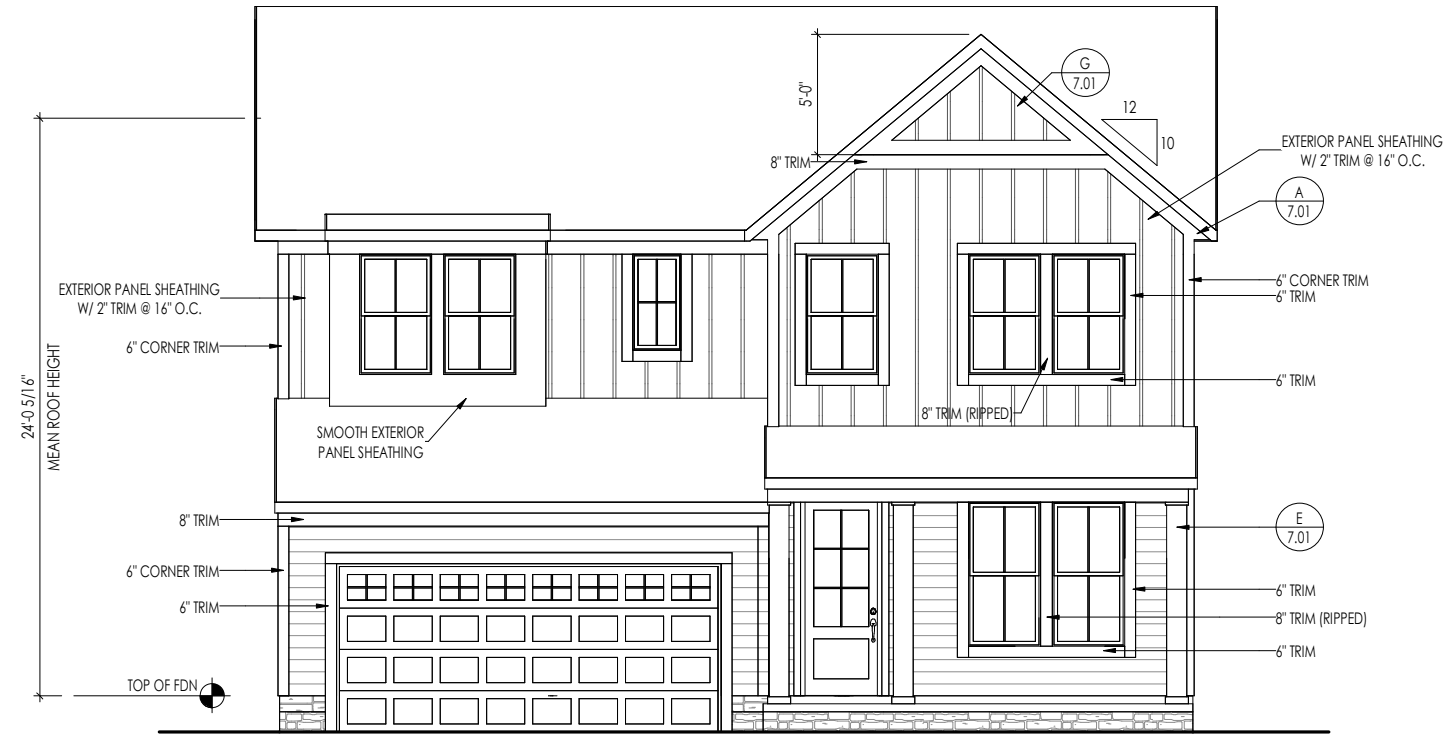 5'-0"
G
7.01
12
10
8" TRIM
EXTERIOR PANEL SHEATHING
W/ 2" TRIM @ 16" O.C.
A
7.01
EXTERIOR PANEL SHEATHING
W/ 2" TRIM @ 16" O.C.
6" CORNER TRIM
6" TRIM
6" CORNER TRIM
24'-0 5/16"
MEAN ROOF HEIGHT
6" TRIM
8" TRIM (RIPPED)
SMOOTH EXTERIOR
PANEL SHEATHING
8" TRIM
E
7.01
6" CORNER TRIM
6" TRIM
6" TRIM
8" TRIM (RIPPED)
6" TRIM
TOP OF FDN